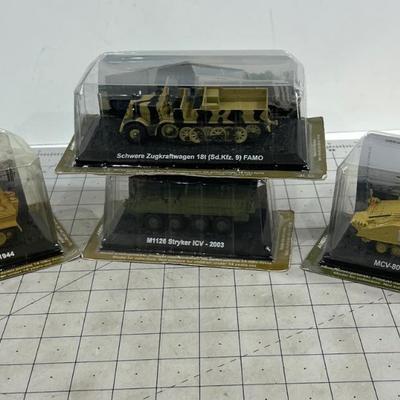 Schwere Zugkraftwagen 18t (Sd.Kfz. 9) FAMO
M1126 Stryker ICV - 2003
1944
MCV-80